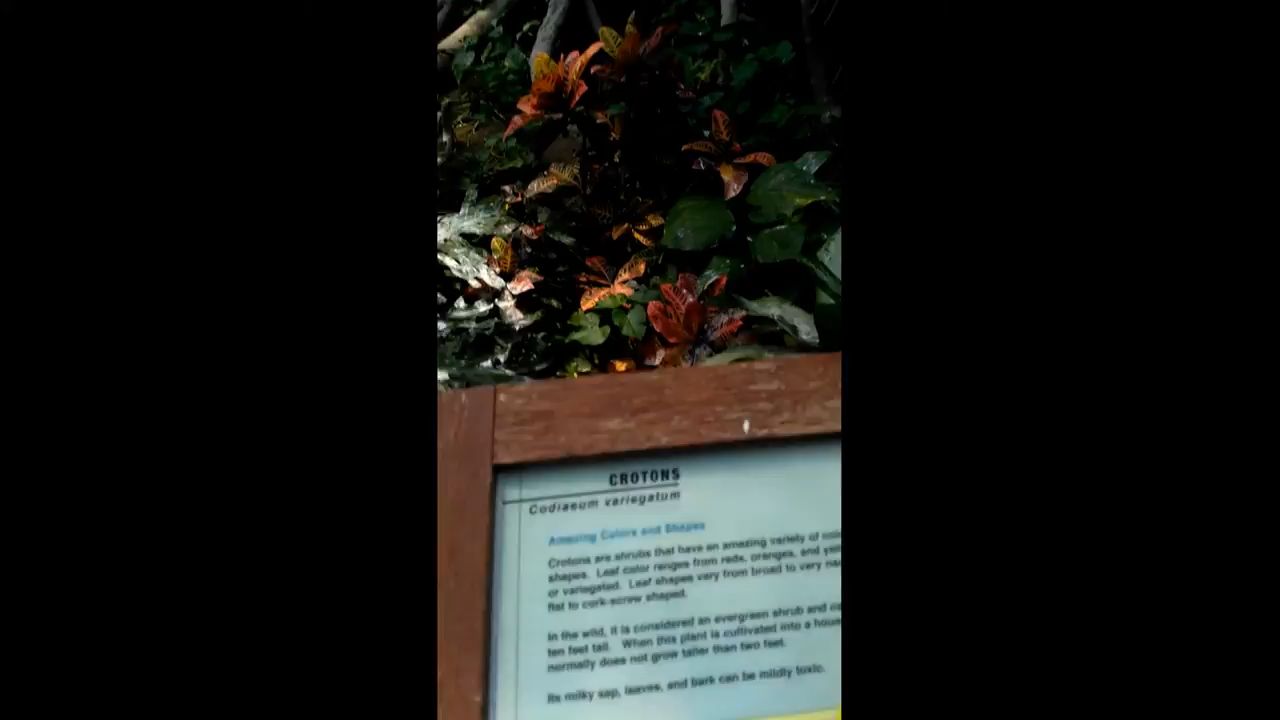 CROTONS
Codiaeum variegatum
Amazing Colors and Shapes
Crotons are shrubs that have an amazing variety of
shapes. Leaf color ranges from reds, oranges, and
or variegated. Leaf shapes vary from broad to very
flat to cork-screw shaped.
In the wild, it is considered an evergreen shrub and
ten feet tall. When this plant is cultivated into a
normally does not grow taller than two feet.
Its milky sap, leaves, and bark can be mildly toxic.